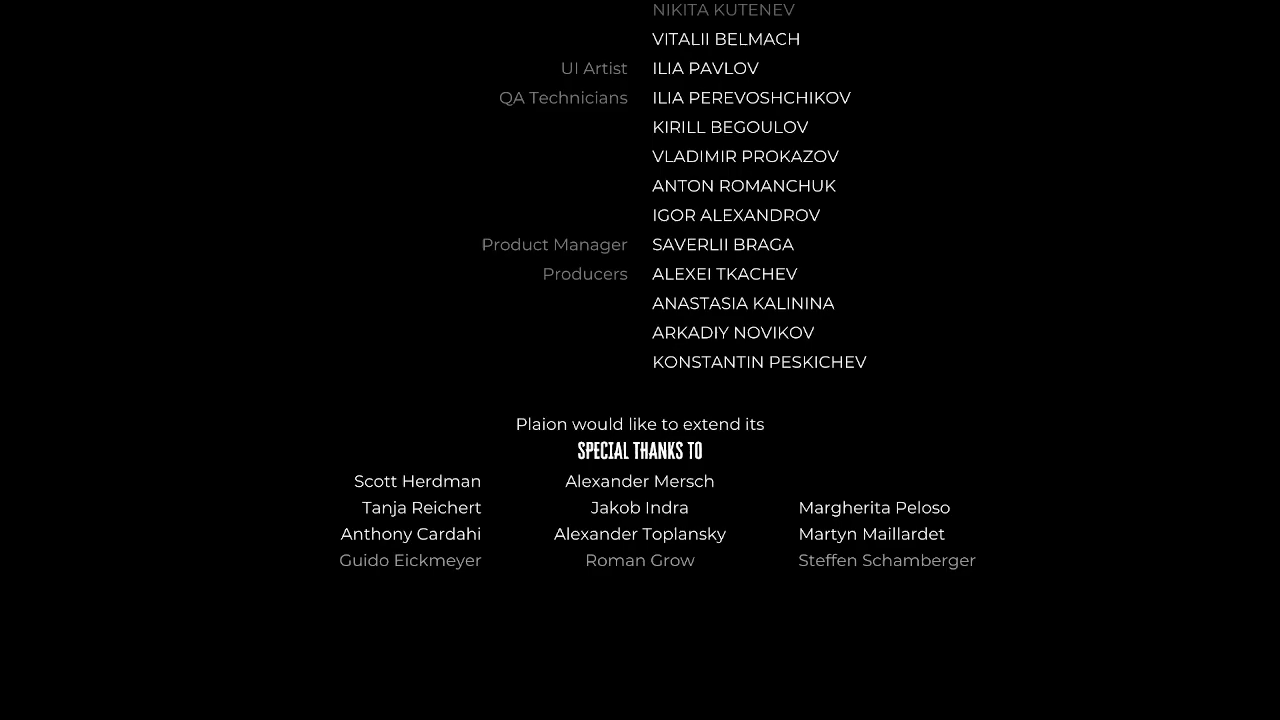 NIKITA KUTENEV
VITALII BELMACH
UI Artist ILIA PAVLOV
QA Technicians ILIA PEREVOSHCHIKOV
KIRILL BEGOULOV
VLADIMIR PROKAZOV
ANTON ROMANCHUK
IGOR ALEXANDROV
Product Manager SAVERLII BRAGA
Producers ALEXEI TKACHEV
ANASTASIA KALININA
ARKADIY NOVIKOV
KONSTANTIN PESKICHEV
Plaion would like to extend its
SPECIAL THANKS TO
Scott Herdman Alexander Mersch
Tanja Reichert Jakob Indra Margherita Peloso
Anthony Cardahi Alexander Toplansky Martyn Maillardet
Guido Eickmeyer Roman Grow Steffen Schamberger